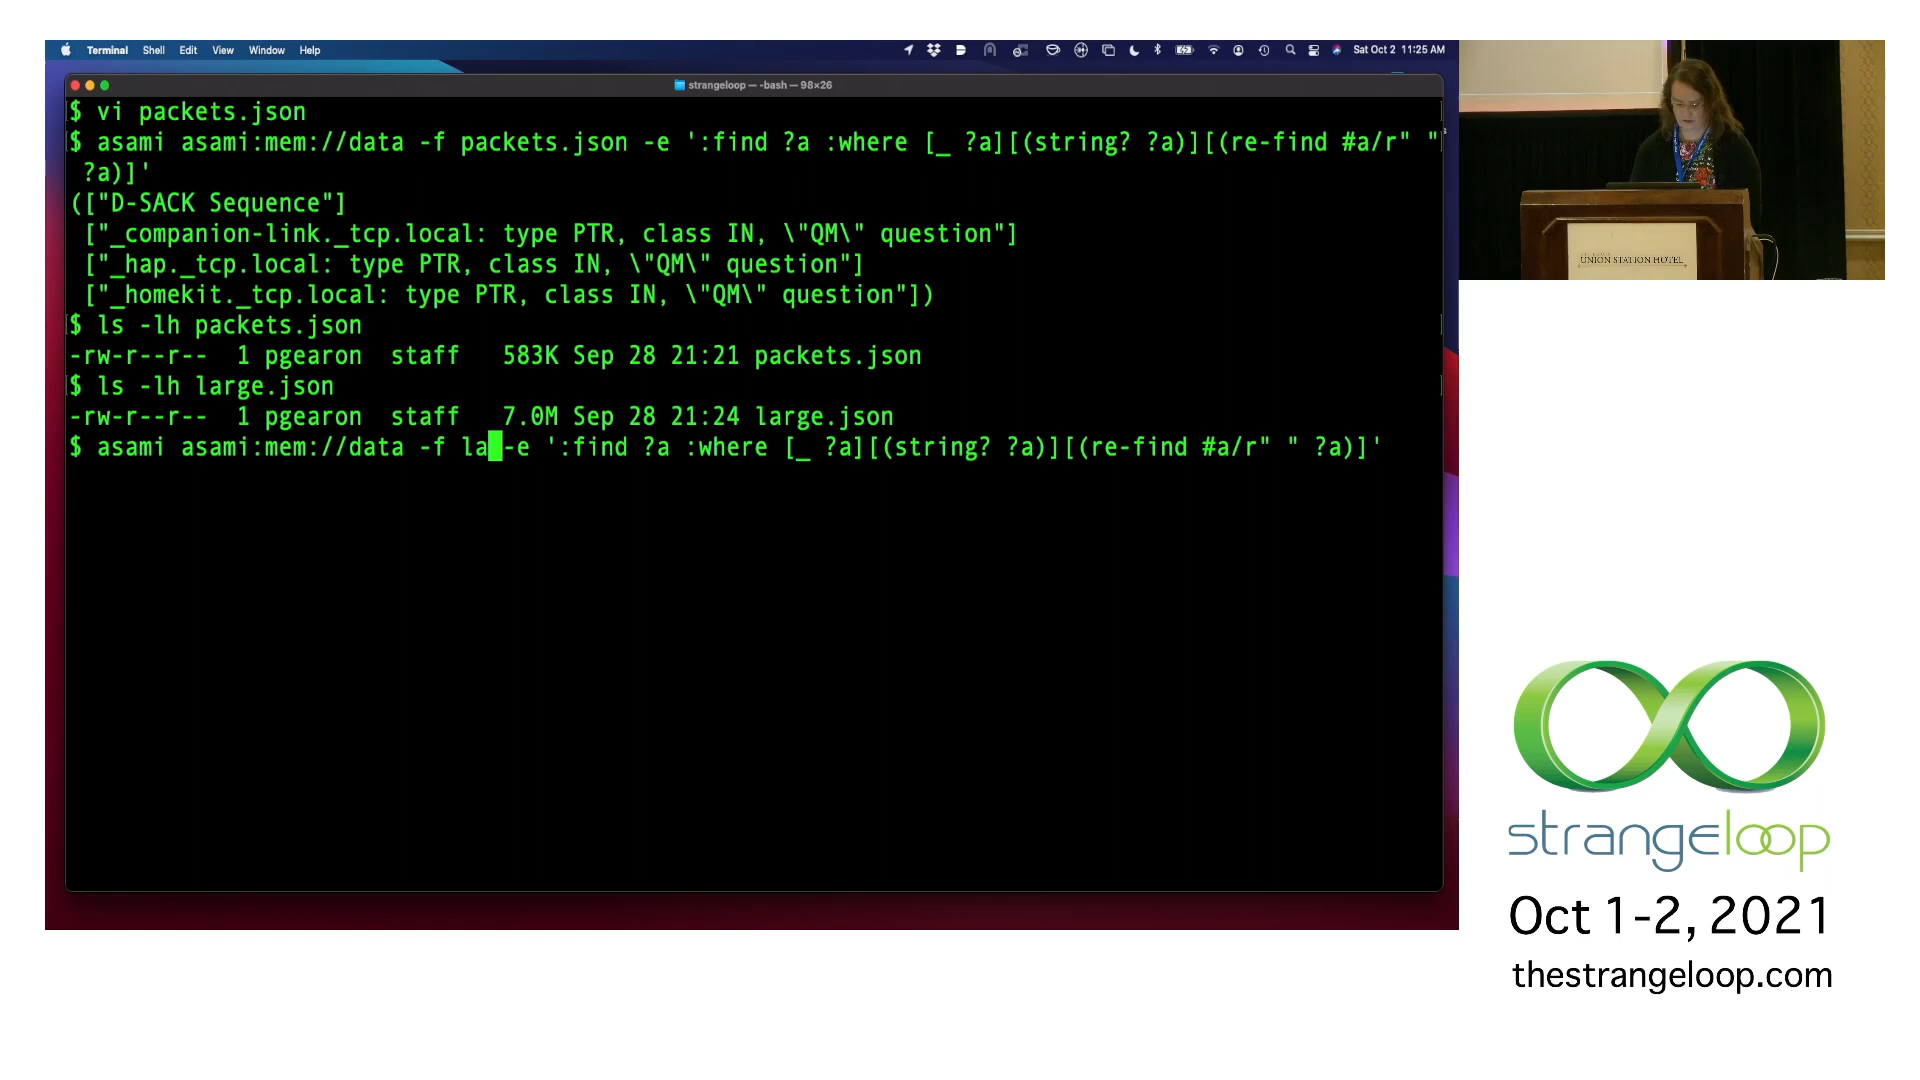 Terminal Shell Edit View Window Help
Sat Oct 2 11:25 AM
strangeloop — -bash — 98×26
$ vi packets.json
$ asami asami:mem://data -f packets.json -e ':find ?a :where [_ ?a][(string? ?a)][(re-find #a/r" "
?a)]'
(["D-SACK Sequence"]
["_companion-link._tcp.local: type PTR, class IN, \"QM\" question"]
["_hap._tcp.local: type PTR, class IN, \"QM\" question"]
["_homekit._tcp.local: type PTR, class IN, \"QM\" question"])
$ ls -lh packets.json
-rw-r--r-- 1 pgearon staff 583K Sep 28 21:21 packets.json
$ ls -lh large.json
-rw-r--r-- 1 pgearon staff 7.0M Sep 28 21:24 large.json
$ asami asami:mem://data -f la -e ':find ?a :where [_ ?a][(string? ?a)][(re-find #a/r" " ?a)]'
UNION STATION HOTEL
strangeloop
Oct 1-2, 2021
thestrangeloop.com